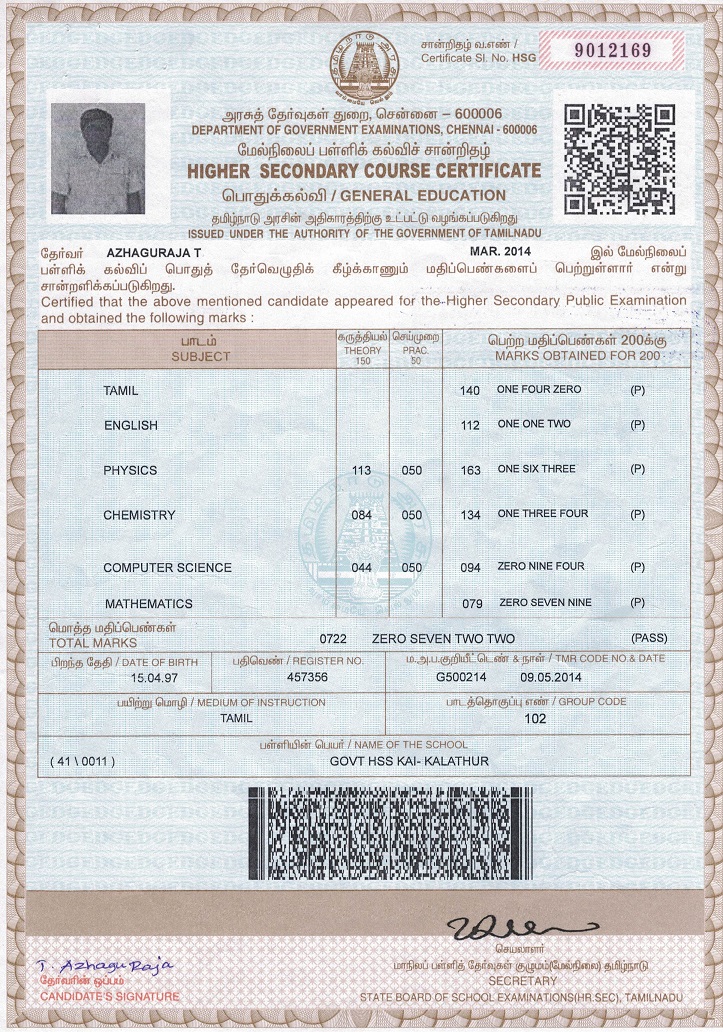 சான்றிதழ் வ.எண் /
Certificate Sl. No. HSG 9012169
அரசுத் தேர்வுகள் துறை, சென்னை – 600006
DEPARTMENT OF GOVERNMENT EXAMINATIONS, CHENNAI - 600006
மேல்நிலைப் பள்ளிக் கல்விச் சான்றிதழ்
HIGHER SECONDARY COURSE CERTIFICATE
பொதுக்கல்வி / GENERAL EDUCATION
தமிழ்நாடு அரசின் அதிகாரத்திற்கு உட்பட்டு வழங்கப்படுகிறது
ISSUED UNDER THE AUTHORITY OF THE GOVERNMENT OF TAMILNADU
தேர்வர் AZHAGURAJA T MAR. 2014 இல் மேல்நிலைப்
பள்ளிக் கல்விப் பொதுத் தேர்வெழுதிக் கீழ்க்காணும் மதிப்பெண்களைப் பெற்றுள்ளார் என்று
சான்றளிக்கப்படுகிறது.
Certified that the above mentioned candidate appeared for the Higher Secondary Public Examination
and obtained the following marks :
பாடம் கருத்தியல் செய்முறை பெற்ற மதிப்பெண்கள் 200க்கு
SUBJECT THEORY 150 PRAC. 50 MARKS OBTAINED FOR 200
TAMIL 140 ONE FOUR ZERO (P)
ENGLISH 112 ONE ONE TWO (P)
PHYSICS 113 050 163 ONE SIX THREE (P)
CHEMISTRY 084 050 134 ONE THREE FOUR (P)
COMPUTER SCIENCE 044 050 094 ZERO NINE FOUR (P)
MATHEMATICS 079 ZERO SEVEN NINE (P)
மொத்த மதிப்பெண்கள்
TOTAL MARKS 0722 ZERO SEVEN TWO TWO (PASS)
பிறந்த தேதி / DATE OF BIRTH பதிவெண் / REGISTER NO. ம.அ.ப.குறியீட்டெண் & நாள் / TMR CODE NO.& DATE
15.04.97 457356 G500214 09.05.2014
பயிற்று மொழி / MEDIUM OF INSTRUCTION பாடத்தொகுப்பு எண் / GROUP CODE
TAMIL 102
பள்ளியின் பெயர் / NAME OF THE SCHOOL
( 41 \ 0011 ) GOVT HSS KAI- KALATHUR
T. AzhaguRaja
தேர்வரின் ஒப்பம்
CANDIDATE'S SIGNATURE
செயலாளர்
மாநிலப் பள்ளித் தேர்வுகள் குழுமம்(மேல்நிலை) தமிழ்நாடு
SECRETARY
STATE BOARD OF SCHOOL EXAMINATIONS(HR.SEC), TAMILNADU